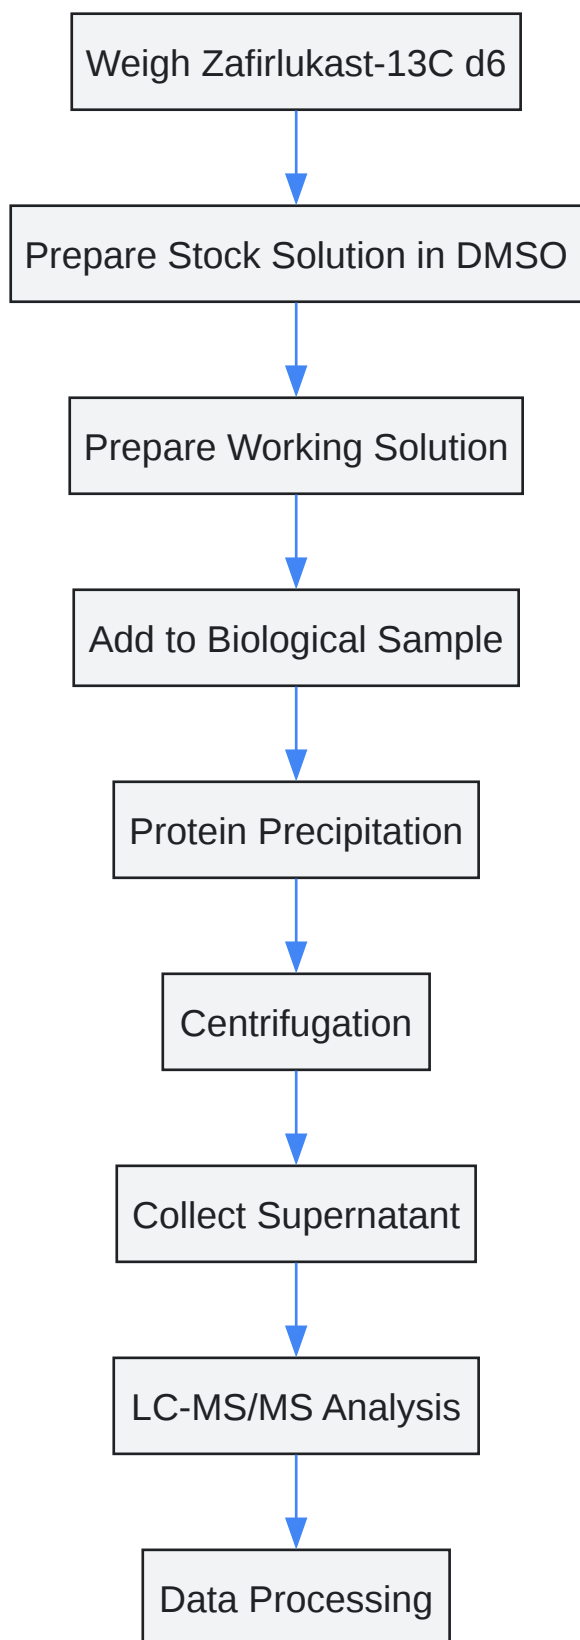 Weigh Zafirlukast-13C d6
Prepare Stock Solution in DMSO
Prepare Working Solution
Add to Biological Sample
Protein Precipitation
Centrifugation
Collect Supernatant
LC-MS/MS Analysis
Data Processing